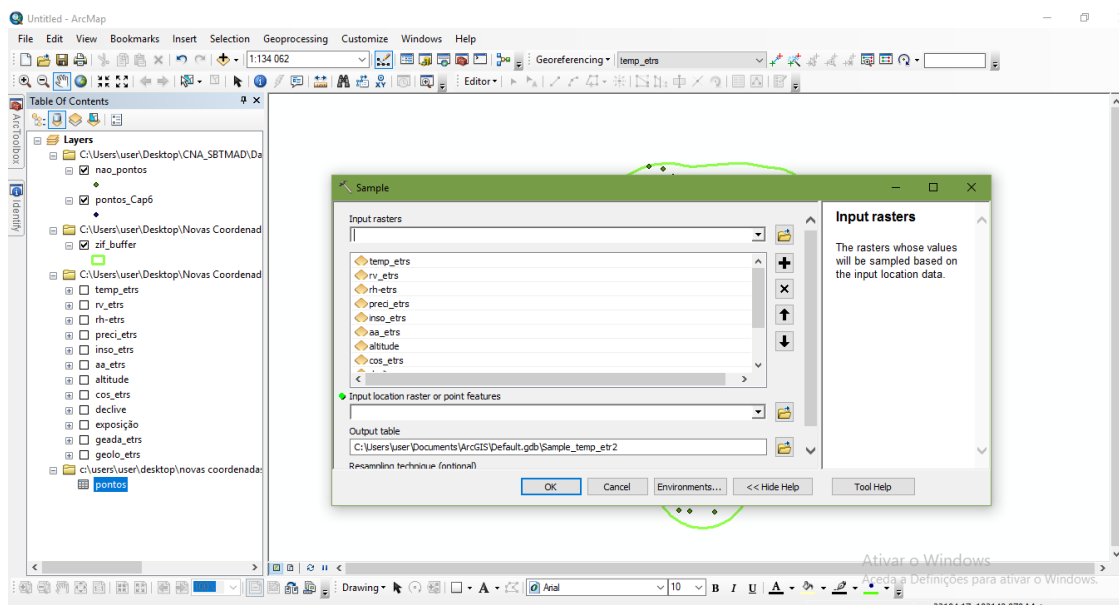 Untitled - ArcMap
File Edit View Bookmarks Insert Selection Geoprocessing Customize Windows Help
1:134 062
Georeferencing
temp_etrs
Editor
Table Of Contents
ArcToolbox
Identify
Layers
C:\Users\user\Desktop\CNA_SBTMAD\Da
nao_pontos
pontos_Cap6
C:\Users\user\Desktop\Novas Coordenad
zif_buffer
C:\Users\user\Desktop\Novas Coordenad
temp_etrs
rv_etrs
rh-etrs
preci_etrs
inso_etrs
aa_etrs
altitude
cos_etrs
declive
exposição
geada_etrs
geolo_etrs
c:\users\user\desktop\novas coordenada
pontos
Sample
Input rasters
temp_etrs
rv_etrs
rh-etrs
preci_etrs
inso_etrs
aa_etrs
altitude
cos_etrs
Input location raster or point features
Output table
C:\Users\user\Documents\ArcGIS\Default.gdb\Sample_temp_etr2
Resampling technique (optional)
OK Cancel Environments... << Hide Help Tool Help
Input rasters
The rasters whose values
will be sampled based on
the input location data.
Ativar o Windows
Aceda a Definições para ativar o Windows.
Drawing
A
Arial
10
B I U A